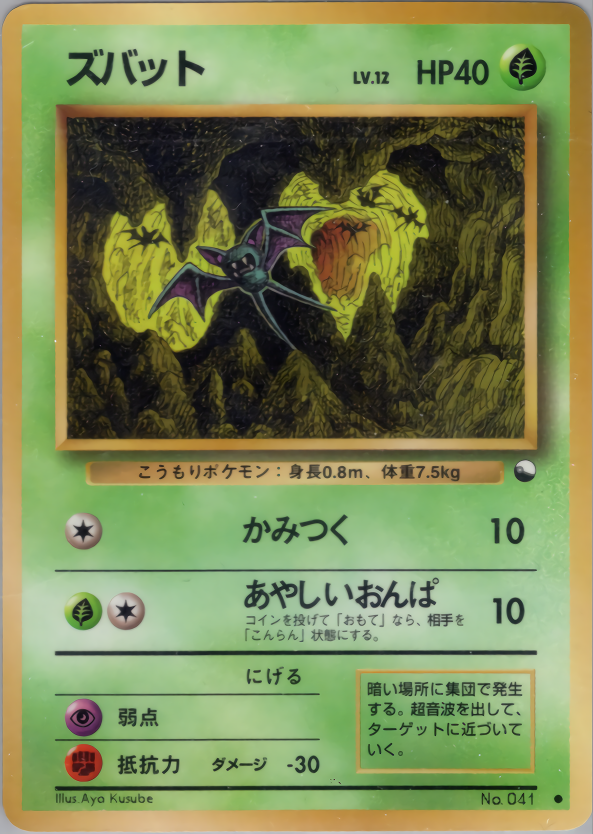 ズバット LV.12 HP40
こうもりポケモン：身長0.8m、体重7.5kg
かみつく 10
あやしいおんぱ 10
コインを投げて「おもて」なら、相手を
「こんらん」状態にする。
にげる
弱点
抵抗力 ダメージ -30
暗い場所に集団で発生
する。超音波を出して、
ターゲットに近づいて
いく。
Illus. Aya Kusube No. 041 ●